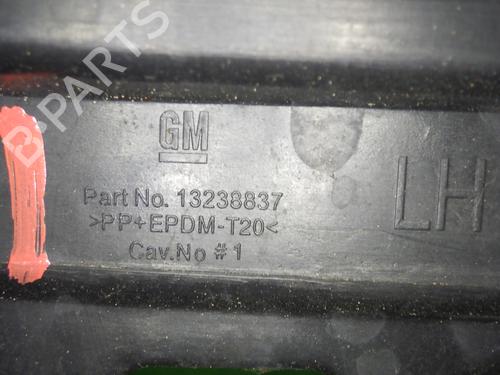 B-PARTS
GM
LH
Part No. 13238837
>PP+EPDM-T20<
Cav.No #1